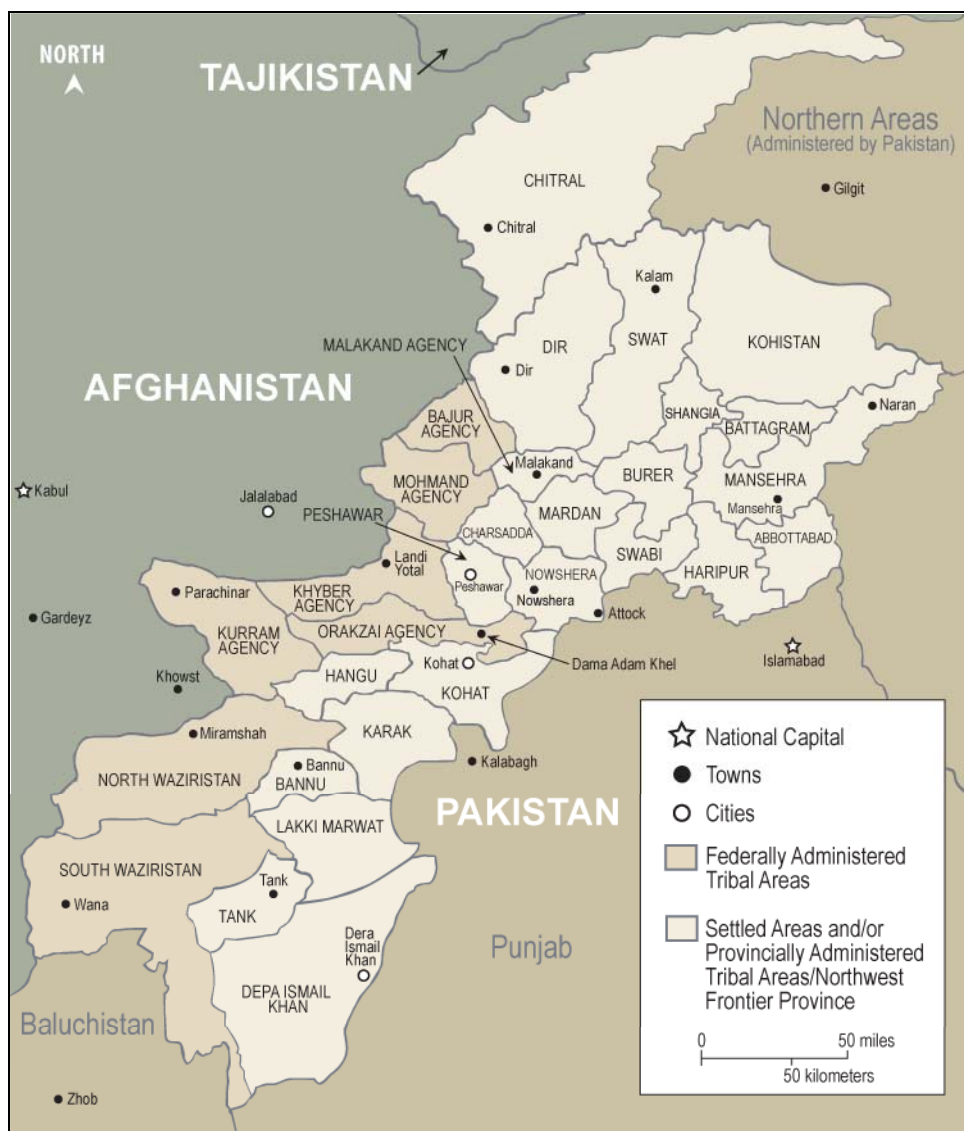 NORTH
TAJIKISTAN
Northern Areas
(Administered by Pakistan)
Gilgit
CHITRAL
Chitral
Kalam
MALAKAND AGENCY
DIR
SWAT
KOHISTAN
Dir
AFGHANISTAN
Naran
BAJUR
AGENCY
SHANGIA
BATTAGRAM
Malakand
BURER
MANSEHRA
Mansehra
Kabul
MOHMAND
AGENCY
Jalalabad
PESHAWAR
MARDAN
CHARSADDA
ABBOTTABAD
SWABI
Landi
Yotal
HARIPUR
NOWSHERA
Peshawar
Nowshera
Parachinar
KHYBER
AGENCY
Attock
Gardeyz
KURRAM
AGENCY
ORAKZAI AGENCY
Dama Adam Khel
Islamabad
Kohat
HANGU
KOHAT
Khowst
KARAK
Miramshah
Kalabagh
Bannu
BANNU
NORTH WAZIRISTAN
PAKISTAN
LAKKI MARWAT
SOUTH WAZIRISTAN
Tank
TANK
Wana
Dera
Ismail
Khan
Punjab
DEPA ISMAIL
KHAN
Baluchistan
Zhob
National Capital
Towns
Cities
Federally Administered
Tribal Areas
Settled Areas and/or
Provincially Administered
Tribal Areas/Northwest
Frontier Province
0 50 miles
50 kilometers